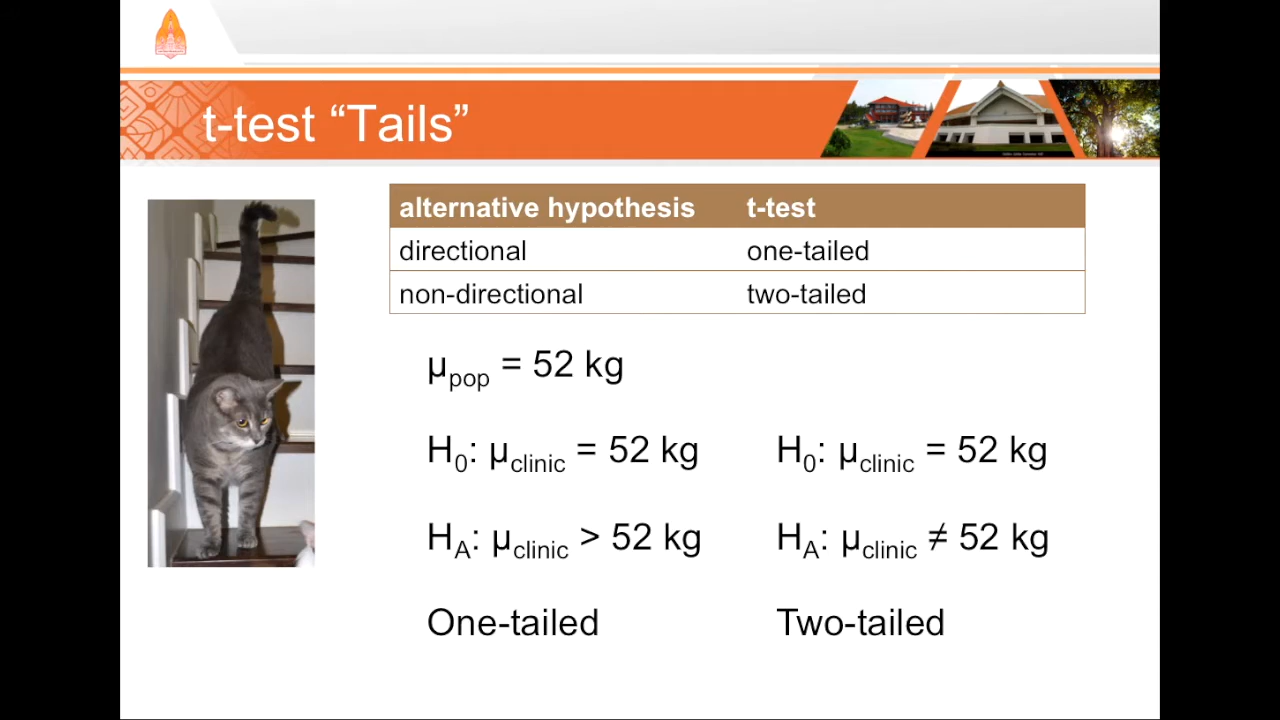 t-test “Tails”
alternative hypothesis t-test
directional one-tailed
non-directional two-tailed
μpop = 52 kg
H0: μclinic = 52 kg H0: μclinic = 52 kg
HA: μclinic > 52 kg HA: μclinic ≠ 52 kg
One-tailed Two-tailed